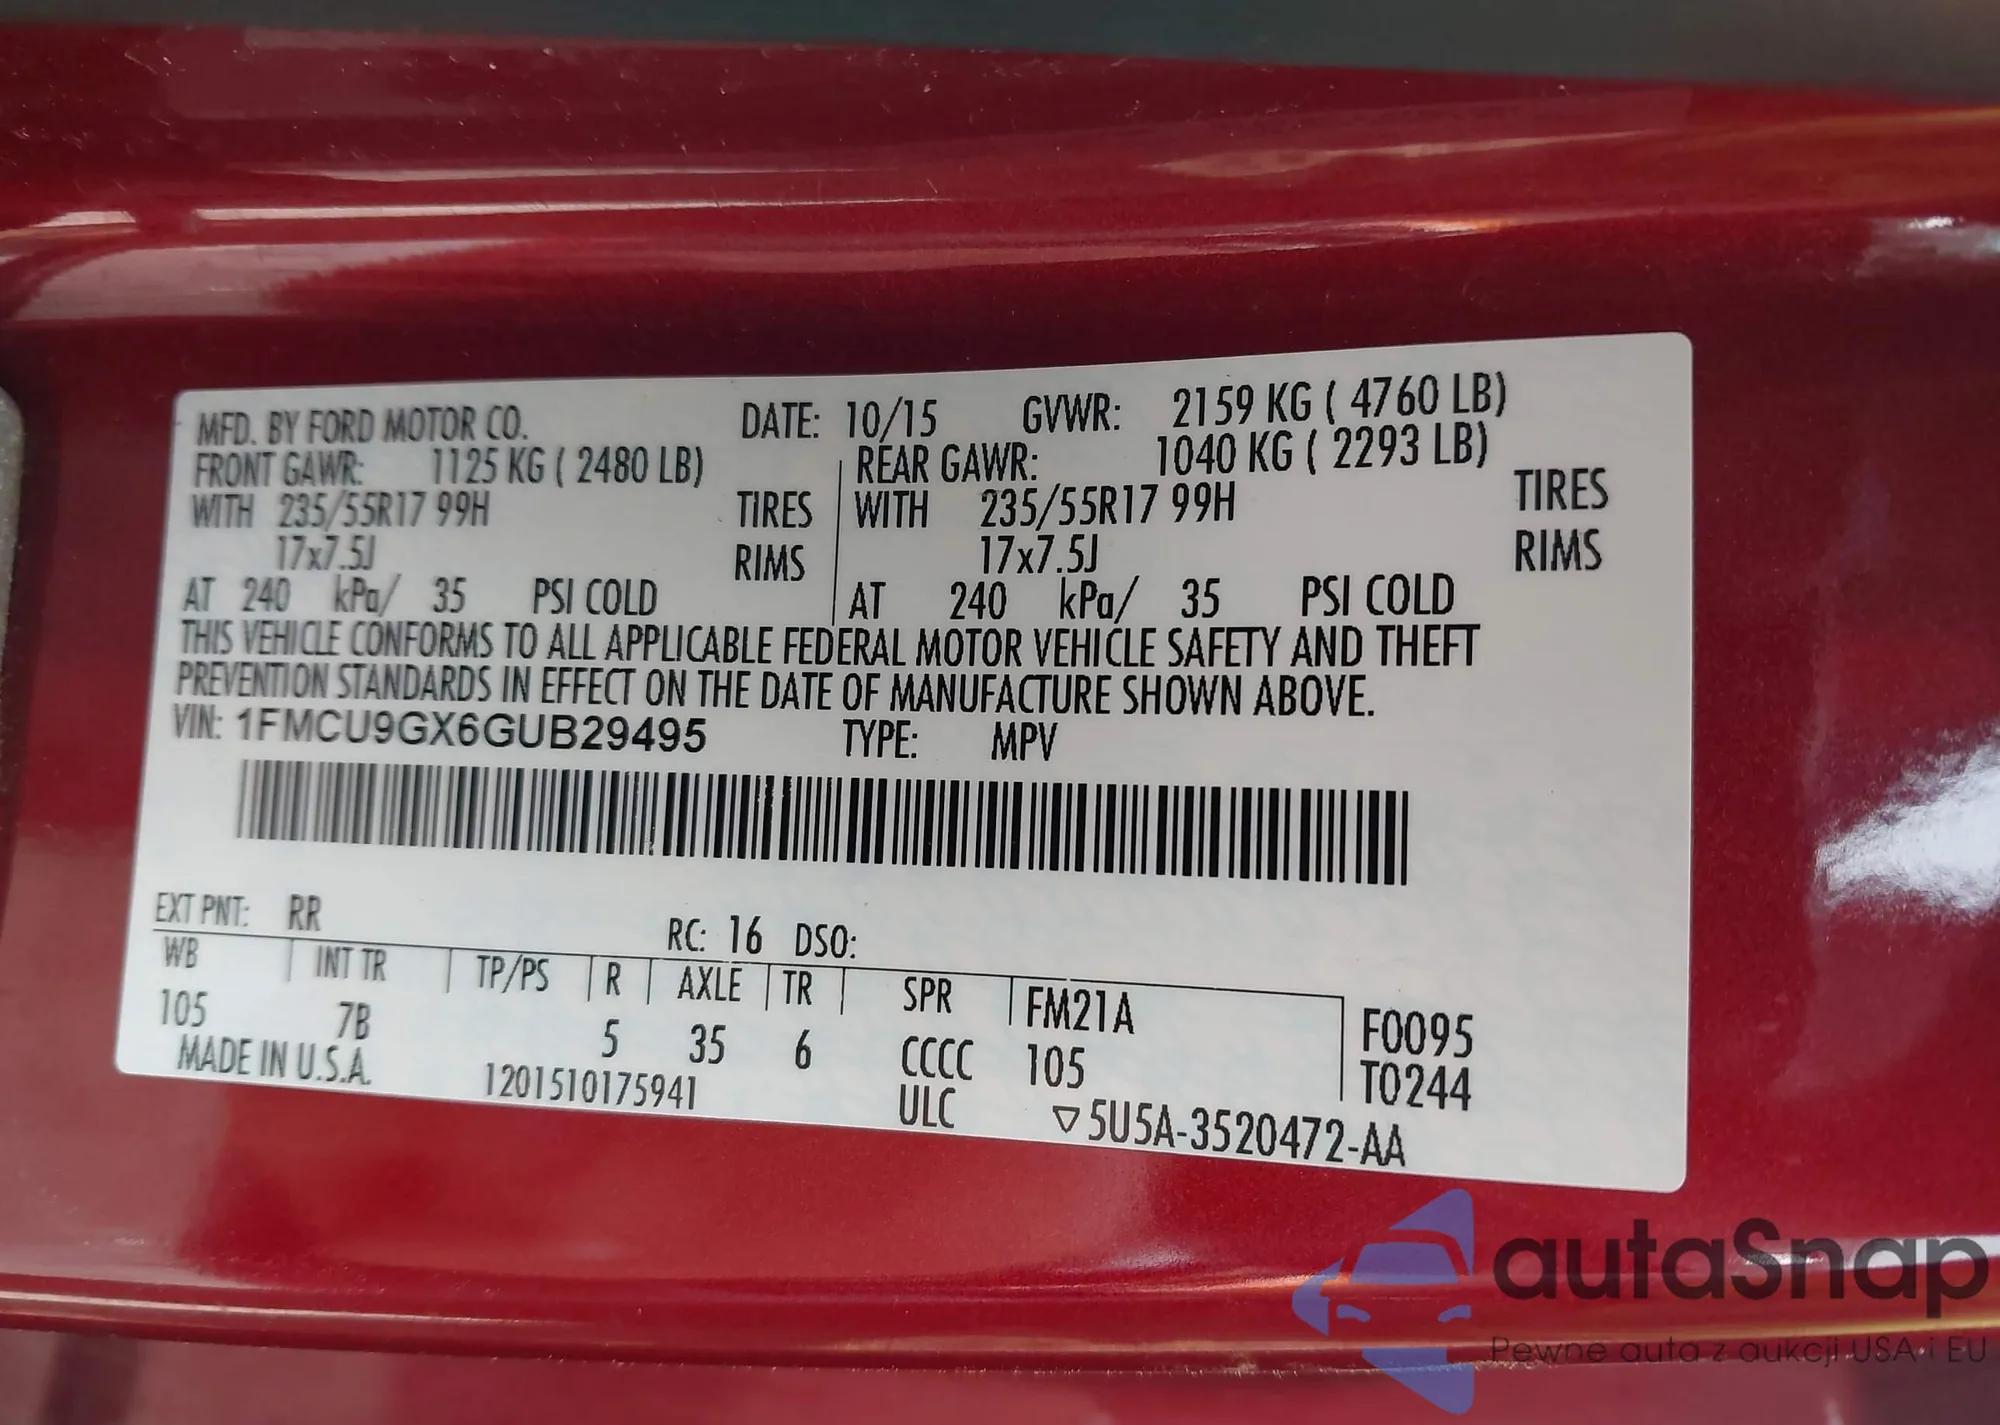 MFD. BY FORD MOTOR CO. DATE: 10/15 GVWR: 2159 KG ( 4760 LB)
FRONT GAWR: 1125 KG ( 2480 LB) REAR GAWR: 1040 KG ( 2293 LB)
WITH 235/55R17 99H TIRES WITH 235/55R17 99H TIRES
17x7.5J RIMS 17x7.5J RIMS
AT 240 kPa/ 35 PSI COLD AT 240 kPa/ 35 PSI COLD
THIS VEHICLE CONFORMS TO ALL APPLICABLE FEDERAL MOTOR VEHICLE SAFETY AND THEFT
PREVENTION STANDARDS IN EFFECT ON THE DATE OF MANUFACTURE SHOWN ABOVE.
VIN: 1FMCU9GX6GUB29495 TYPE: MPV
EXT PNT: RR RC: 16 DSO:
WB INT TR TP/PS R AXLE TR SPR FM21A F0095
105 7B 5 35 6 CCCC 105 T0244
MADE IN U.S.A. 1201510175941 ULC ▽5U5A-3520472-AA
autaSnap
Pewne auta z aukcji USA i EU